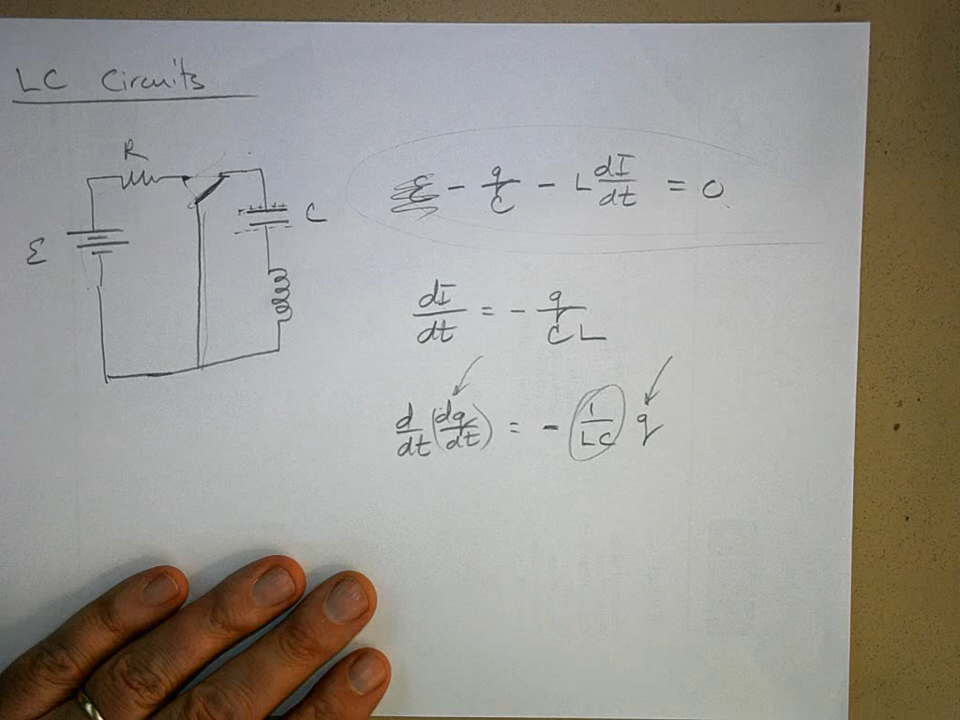 LC Circuits
R
ℰ
C
ℰ - q/C - L dI/dt = 0
dI/dt = - q/CL
d/dt (dq/dt) = - (1/LC) q